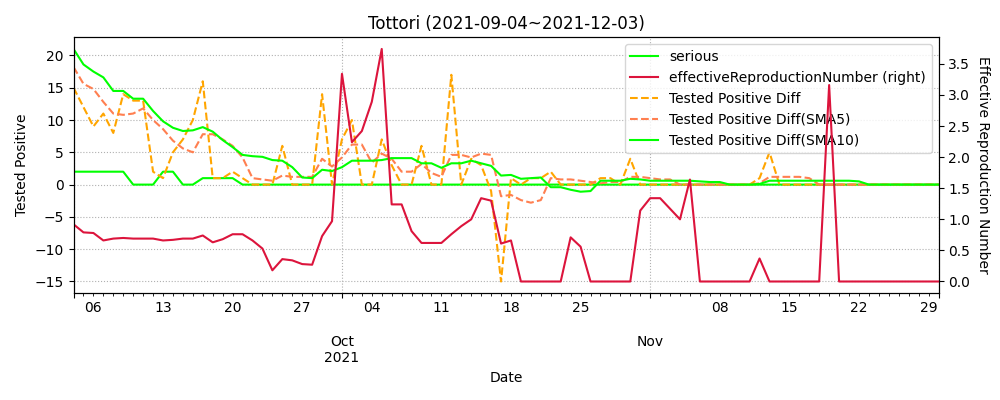 Tottori (2021-09-04~2021-12-03)
serious
effectiveReproductionNumber (right)
Tested Positive Diff
Tested Positive Diff(SMA5)
Tested Positive Diff(SMA10)
Tested Positive
20
15
10
5
0
−5
−10
−15
Effective Reproduction Number
3.5
3.0
2.5
2.0
1.5
1.0
0.5
0.0
06 13 20 27 04 11 18 25 08 15 22 29
Oct Nov
2021
Date